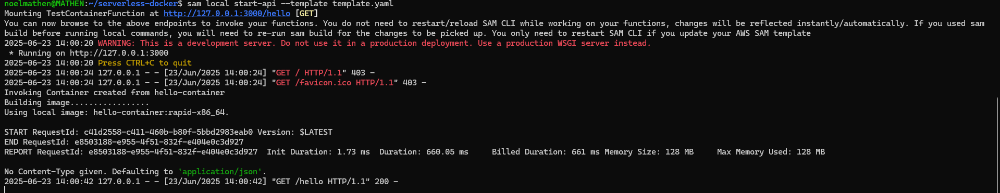 noelmathen@MATHEN:~/serverless-docker$ sam local start-api --template template.yaml
Mounting TestContainerFunction at http://127.0.0.1:3000/hello [GET]
You can now browse to the above endpoints to invoke your functions. You do not need to restart/reload SAM CLI while working on your functions, changes will be reflected instantly/automatically. If you used sam
build before running local commands, you will need to re-run sam build for the changes to be picked up. You only need to restart SAM CLI if you update your AWS SAM template
2025-06-23 14:00:20 WARNING: This is a development server. Do not use it in a production deployment. Use a production WSGI server instead.
 * Running on http://127.0.0.1:3000
2025-06-23 14:00:20 Press CTRL+C to quit
2025-06-23 14:00:24 127.0.0.1 - - [23/Jun/2025 14:00:24] "GET / HTTP/1.1" 403 -
2025-06-23 14:00:24 127.0.0.1 - - [23/Jun/2025 14:00:24] "GET /favicon.ico HTTP/1.1" 403 -
Invoking Container created from hello-container
Building image.................
Using local image: hello-container:rapid-x86_64.
START RequestId: c41d2558-c411-460b-b80f-5bbd2983eab0 Version: $LATEST
END RequestId: e8503188-e955-4f51-832f-e404e0c3d927
REPORT RequestId: e8503188-e955-4f51-832f-e404e0c3d927  Init Duration: 1.73 ms  Duration: 660.05 ms     Billed Duration: 661 ms Memory Size: 128 MB     Max Memory Used: 128 MB
No Content-Type given. Defaulting to 'application/json'.
2025-06-23 14:00:42 127.0.0.1 - - [23/Jun/2025 14:00:42] "GET /hello HTTP/1.1" 200 -